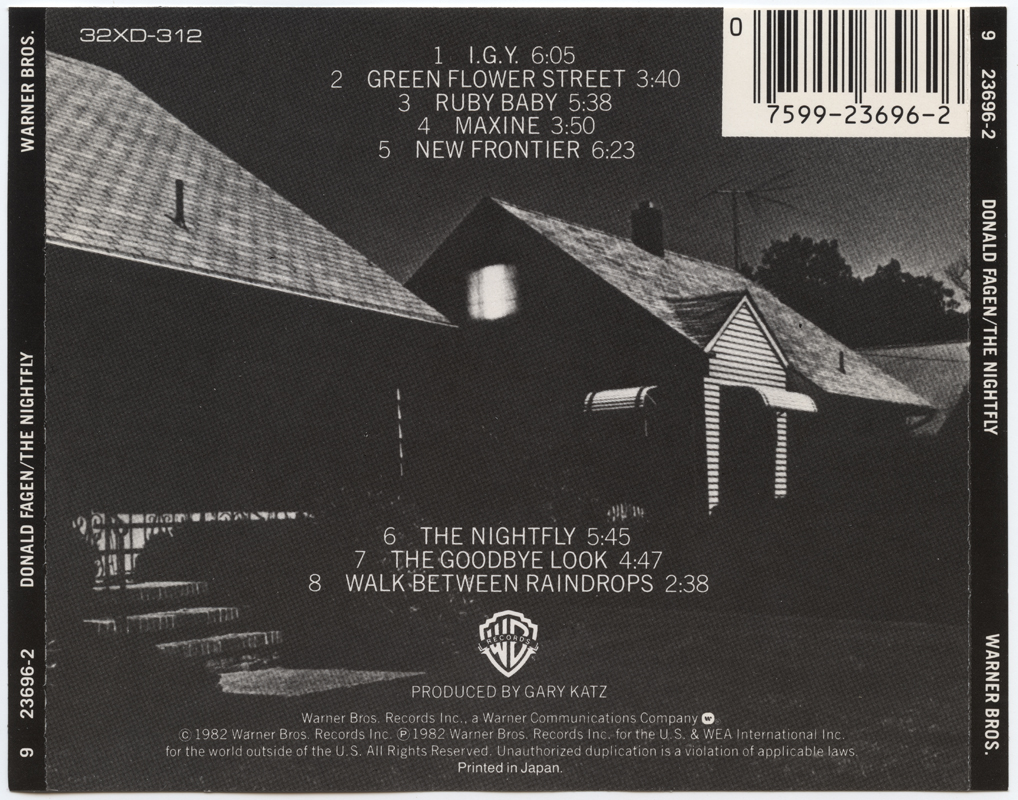 32XD-312
1 I.G.Y. 6:05
2 GREEN FLOWER STREET 3:40
3 RUBY BABY 5:38
4 MAXINE 3:50
5 NEW FRONTIER 6:23
0
7599-23696-2
6 THE NIGHTFLY 5:45
7 THE GOODBYE LOOK 4:47
8 WALK BETWEEN RAINDROPS 2:38
WB
RECORDS
PRODUCED BY GARY KATZ
Warner Bros. Records Inc., a Warner Communications Company W.
© 1982 Warner Bros. Records Inc. ℗ 1982 Warner Bros. Records Inc. for the U.S. & WEA International Inc.
for the world outside of the U.S. All Rights Reserved. Unauthorized duplication is a violation of applicable laws.
Printed in Japan.
9 23696-2 DONALD FAGEN/THE NIGHTFLY WARNER BROS.
9 23696-2 DONALD FAGEN/THE NIGHTFLY WARNER BROS.